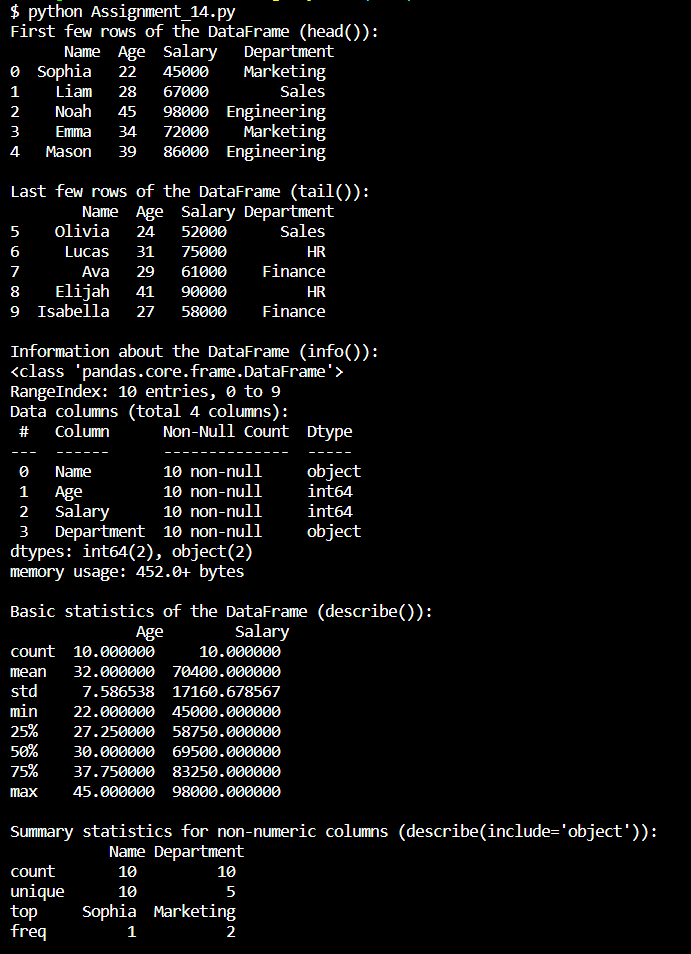 $ python Assignment_14.py
First few rows of the DataFrame (head()):
      Name  Age  Salary   Department
0  Sophia   22   45000    Marketing
1     Liam   28   67000        Sales
2     Noah   45   98000  Engineering
3     Emma   34   72000    Marketing
4    Mason   39   86000  Engineering

Last few rows of the DataFrame (tail()):
        Name  Age  Salary Department
5    Olivia   24   52000      Sales
6     Lucas   31   75000         HR
7       Ava   29   61000    Finance
8    Elijah   41   90000         HR
9  Isabella   27   58000    Finance

Information about the DataFrame (info()):
<class 'pandas.core.frame.DataFrame'>
RangeIndex: 10 entries, 0 to 9
Data columns (total 4 columns):
 #   Column      Non-Null Count  Dtype
---  ------      --------------  -----
 0   Name        10 non-null     object
 1   Age         10 non-null     int64
 2   Salary      10 non-null     int64
 3   Department  10 non-null     object
dtypes: int64(2), object(2)
memory usage: 452.0+ bytes

Basic statistics of the DataFrame (describe()):
              Age        Salary
count  10.000000     10.000000
mean   32.000000  70400.000000
std     7.586538  17160.678567
min    22.000000  45000.000000
25%    27.250000  58750.000000
50%    30.000000  69500.000000
75%    37.750000  83250.000000
max    45.000000  98000.000000

Summary statistics for non-numeric columns (describe(include='object')):
           Name Department
count       10         10
unique      10          5
top     Sophia  Marketing
freq         1          2